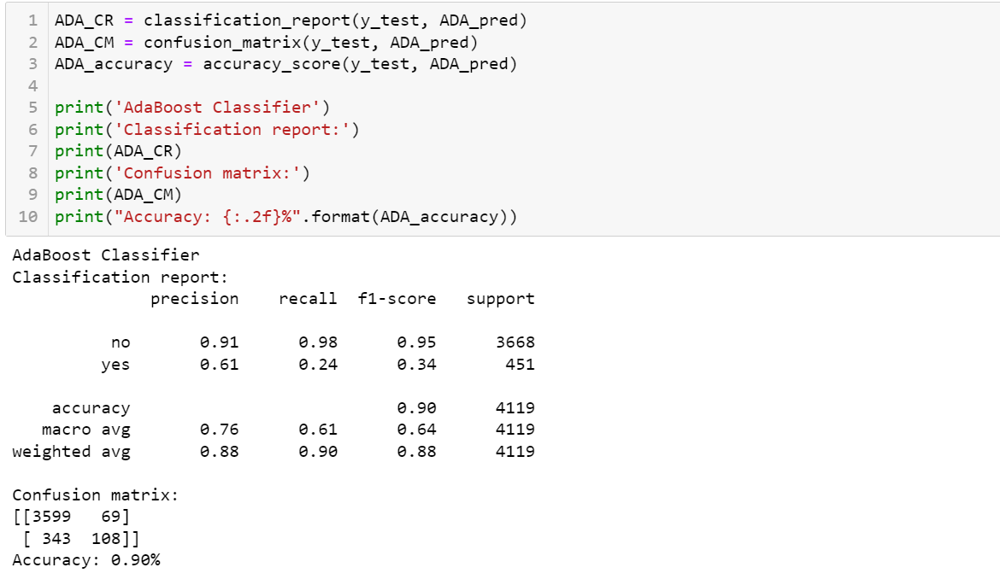 1 ADA_CR = classification_report(y_test, ADA_pred)
2 ADA_CM = confusion_matrix(y_test, ADA_pred)
3 ADA_accuracy = accuracy_score(y_test, ADA_pred)
4
5 print('AdaBoost Classifier')
6 print('Classification report:')
7 print(ADA_CR)
8 print('Confusion matrix:')
9 print(ADA_CM)
10 print("Accuracy: {:.2f}%".format(ADA_accuracy))
AdaBoost Classifier
Classification report:
              precision    recall  f1-score   support

          no       0.91      0.98      0.95      3668
         yes       0.61      0.24      0.34       451

    accuracy                           0.90      4119
   macro avg       0.76      0.61      0.64      4119
weighted avg       0.88      0.90      0.88      4119

Confusion matrix:
[[3599   69]
 [ 343  108]]
Accuracy: 0.90%